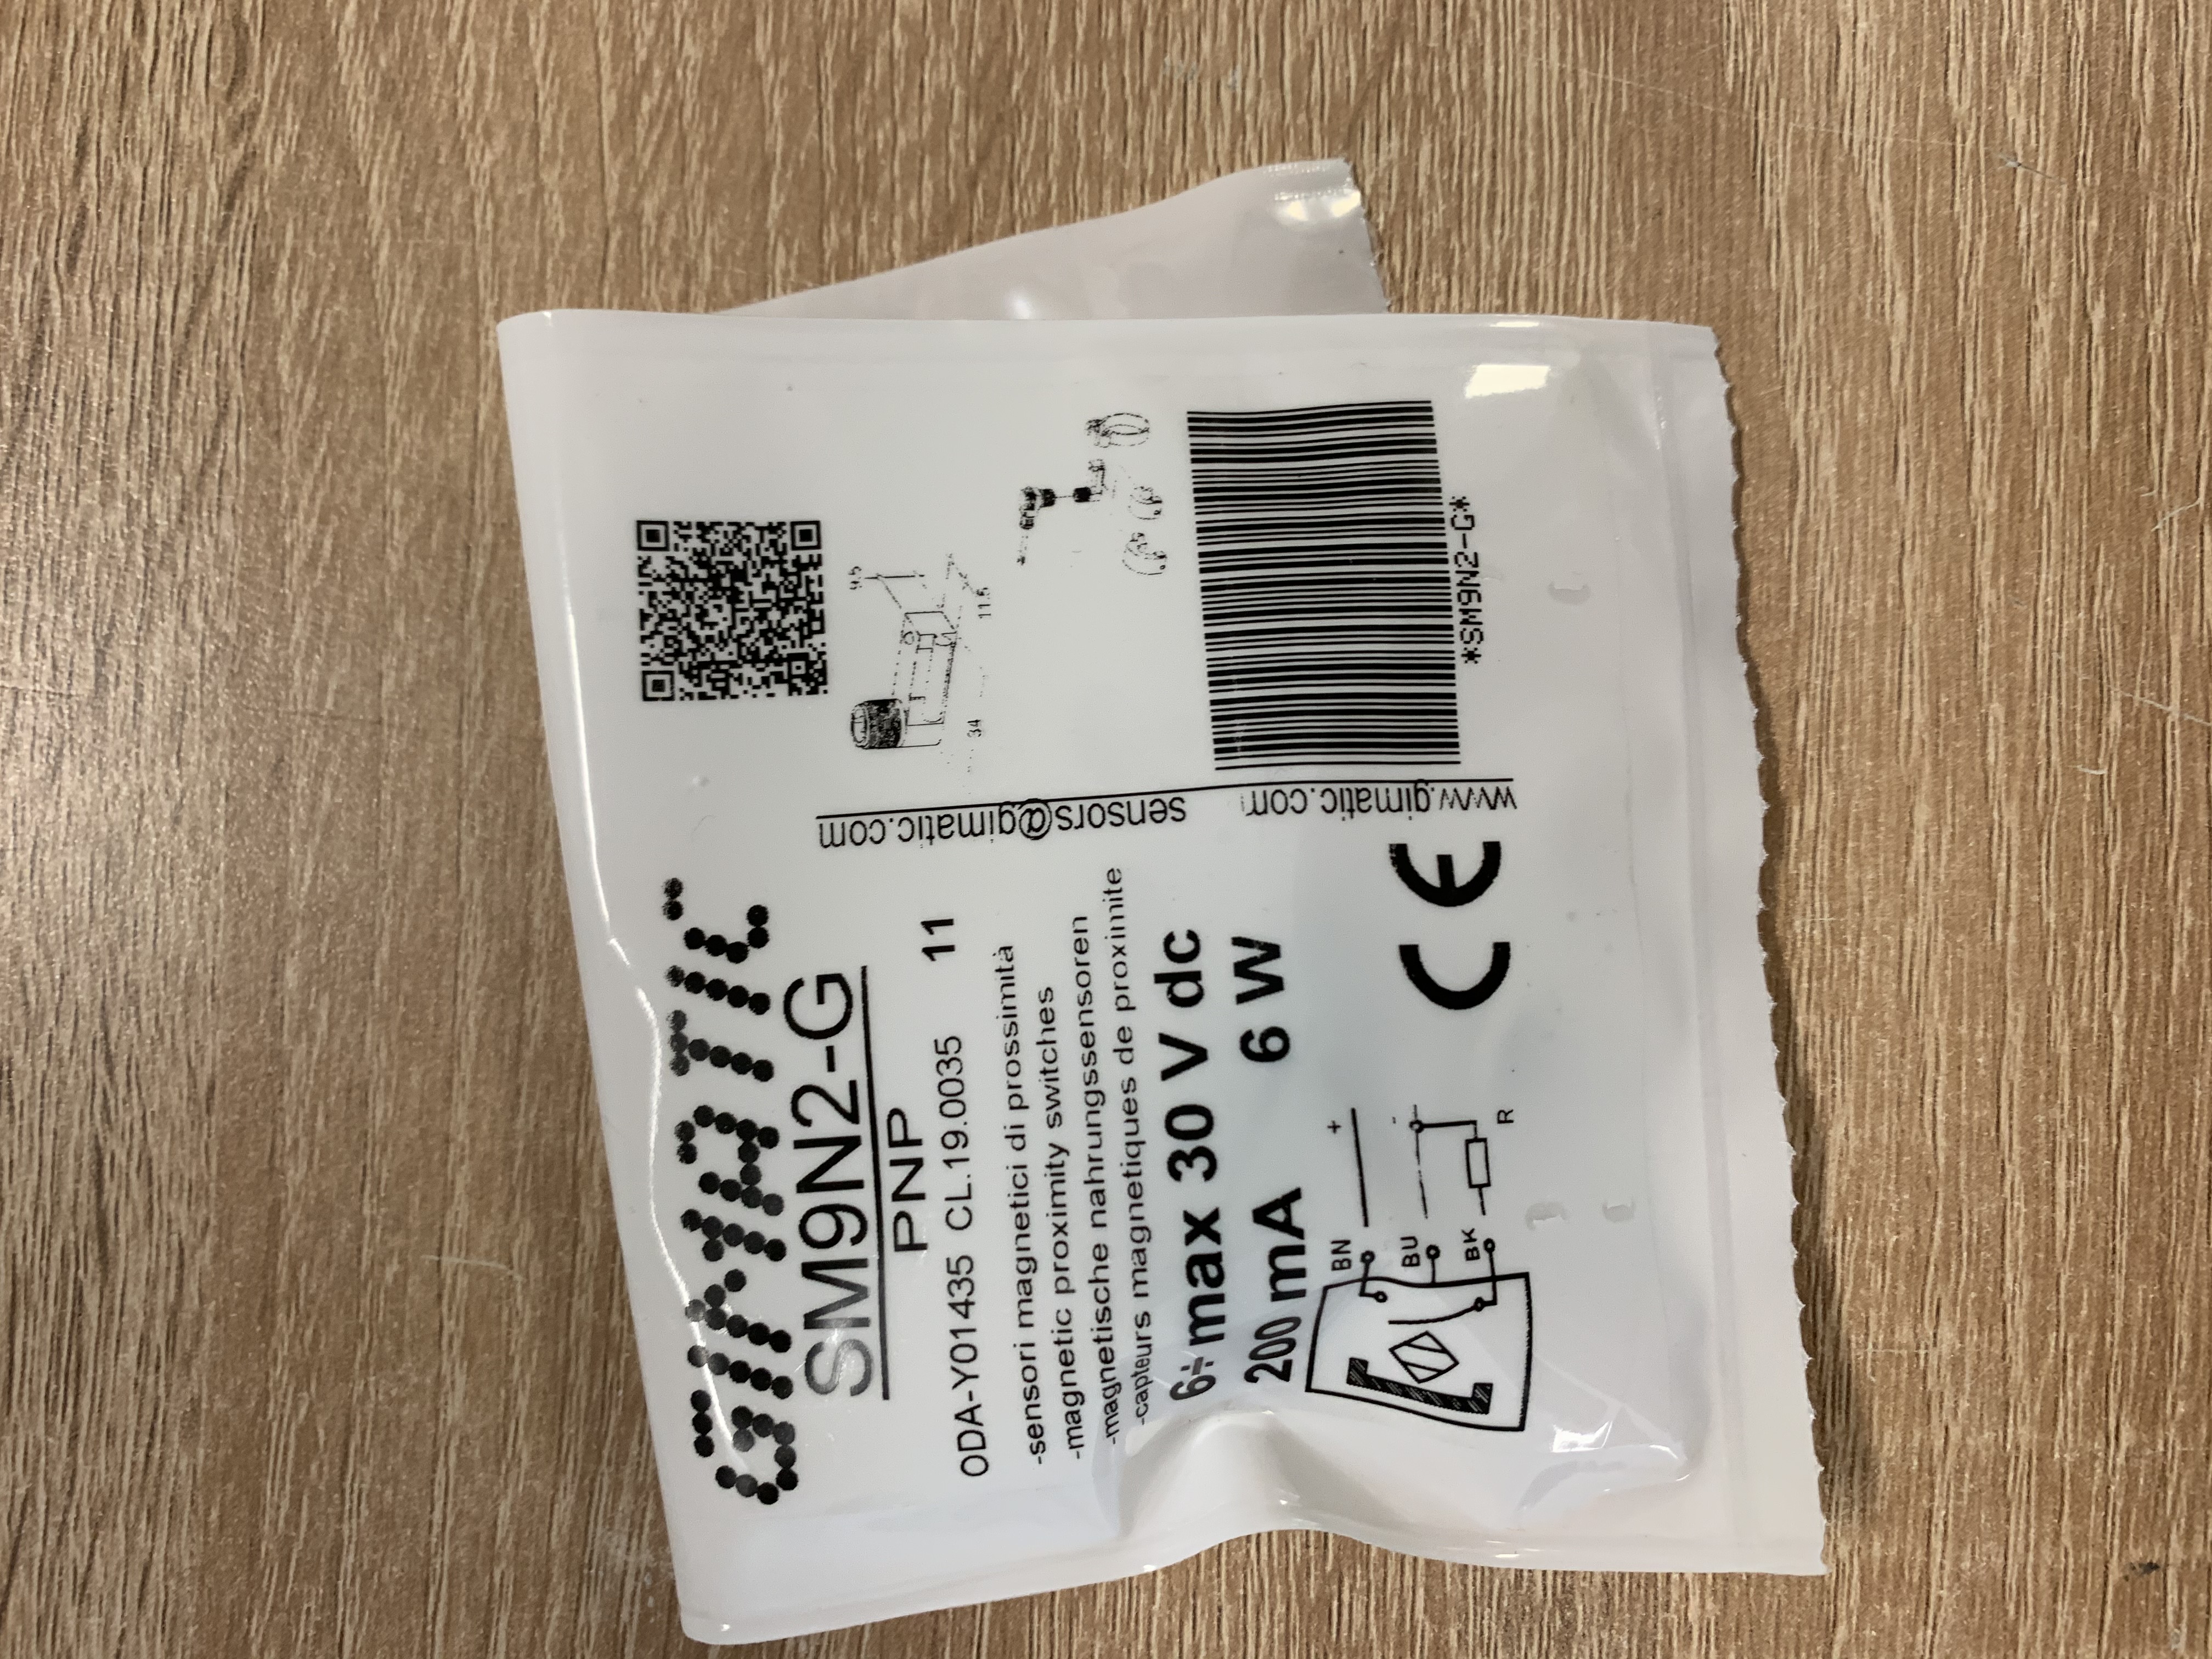 GIMATIC
SM9N2-G
PNP
ODA-Y01435 CL.19.0035 11
-sensori magnetici di prossimità
-magnetic proximity switches
-magnetische nahrungssensoren
-capteurs magnetiques de proximite
6÷max 30 V dc
200 mA 6 W
BN +
BU -
BK
R
CE
sensors@gimatic.com
www.gimatic.com
9.5
11.5
34
*SM9N2-G*